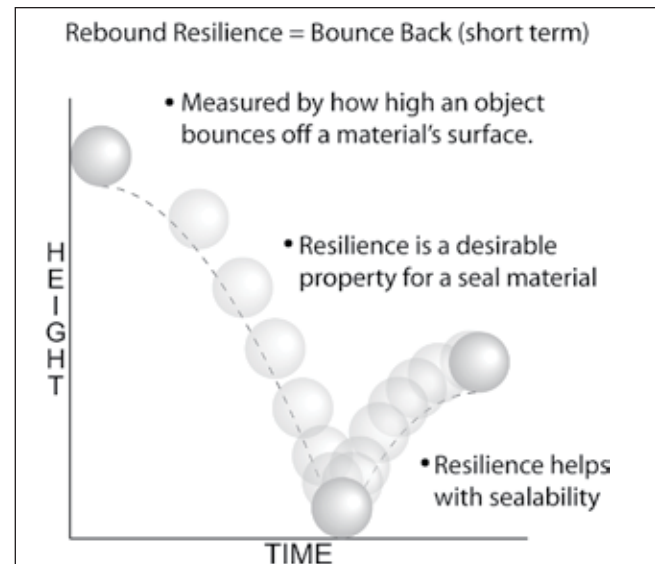 Rebound Resilience = Bounce Back (short term)
• Measured by how high an object
bounces off a material's surface.
• Resilience is a desirable
property for a seal material
HEIGHT
• Resilience helps
with sealability
TIME